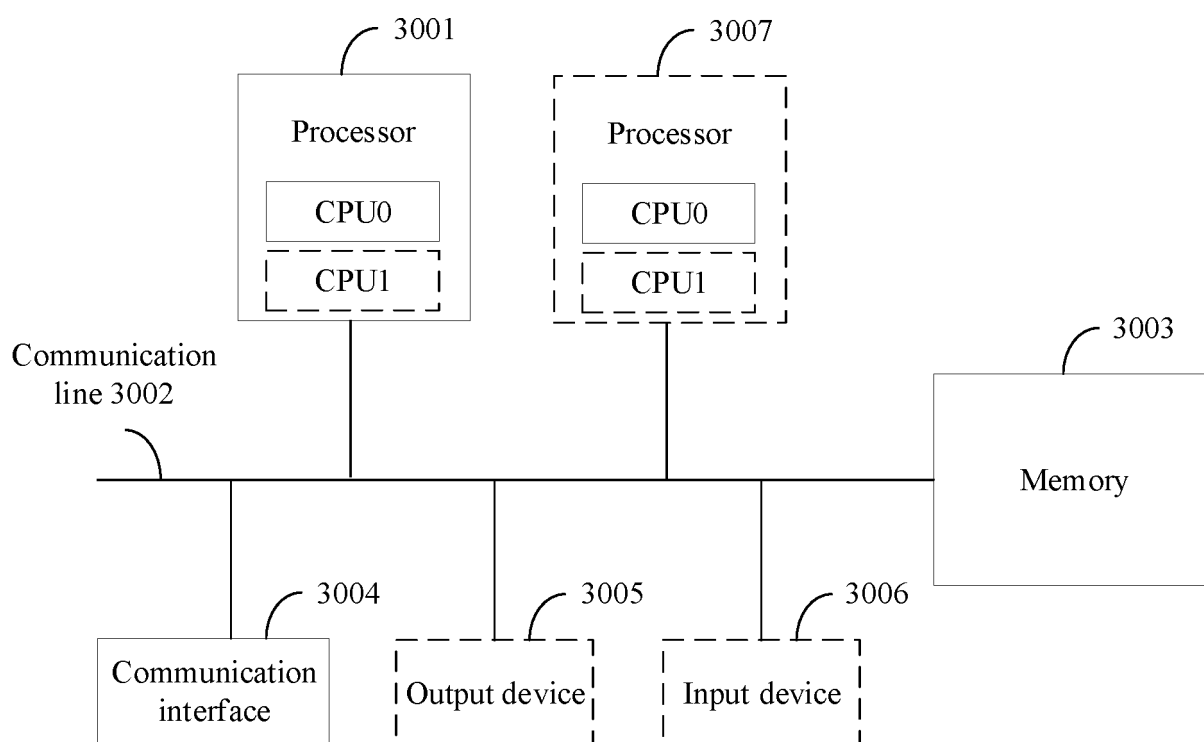 3001
3007
Processor
Processor
CPU0
CPU0
CPU1
CPU1
3003
Communication
line 3002
Memory
3004
3005
3006
Communication
interface
Output device
Input device